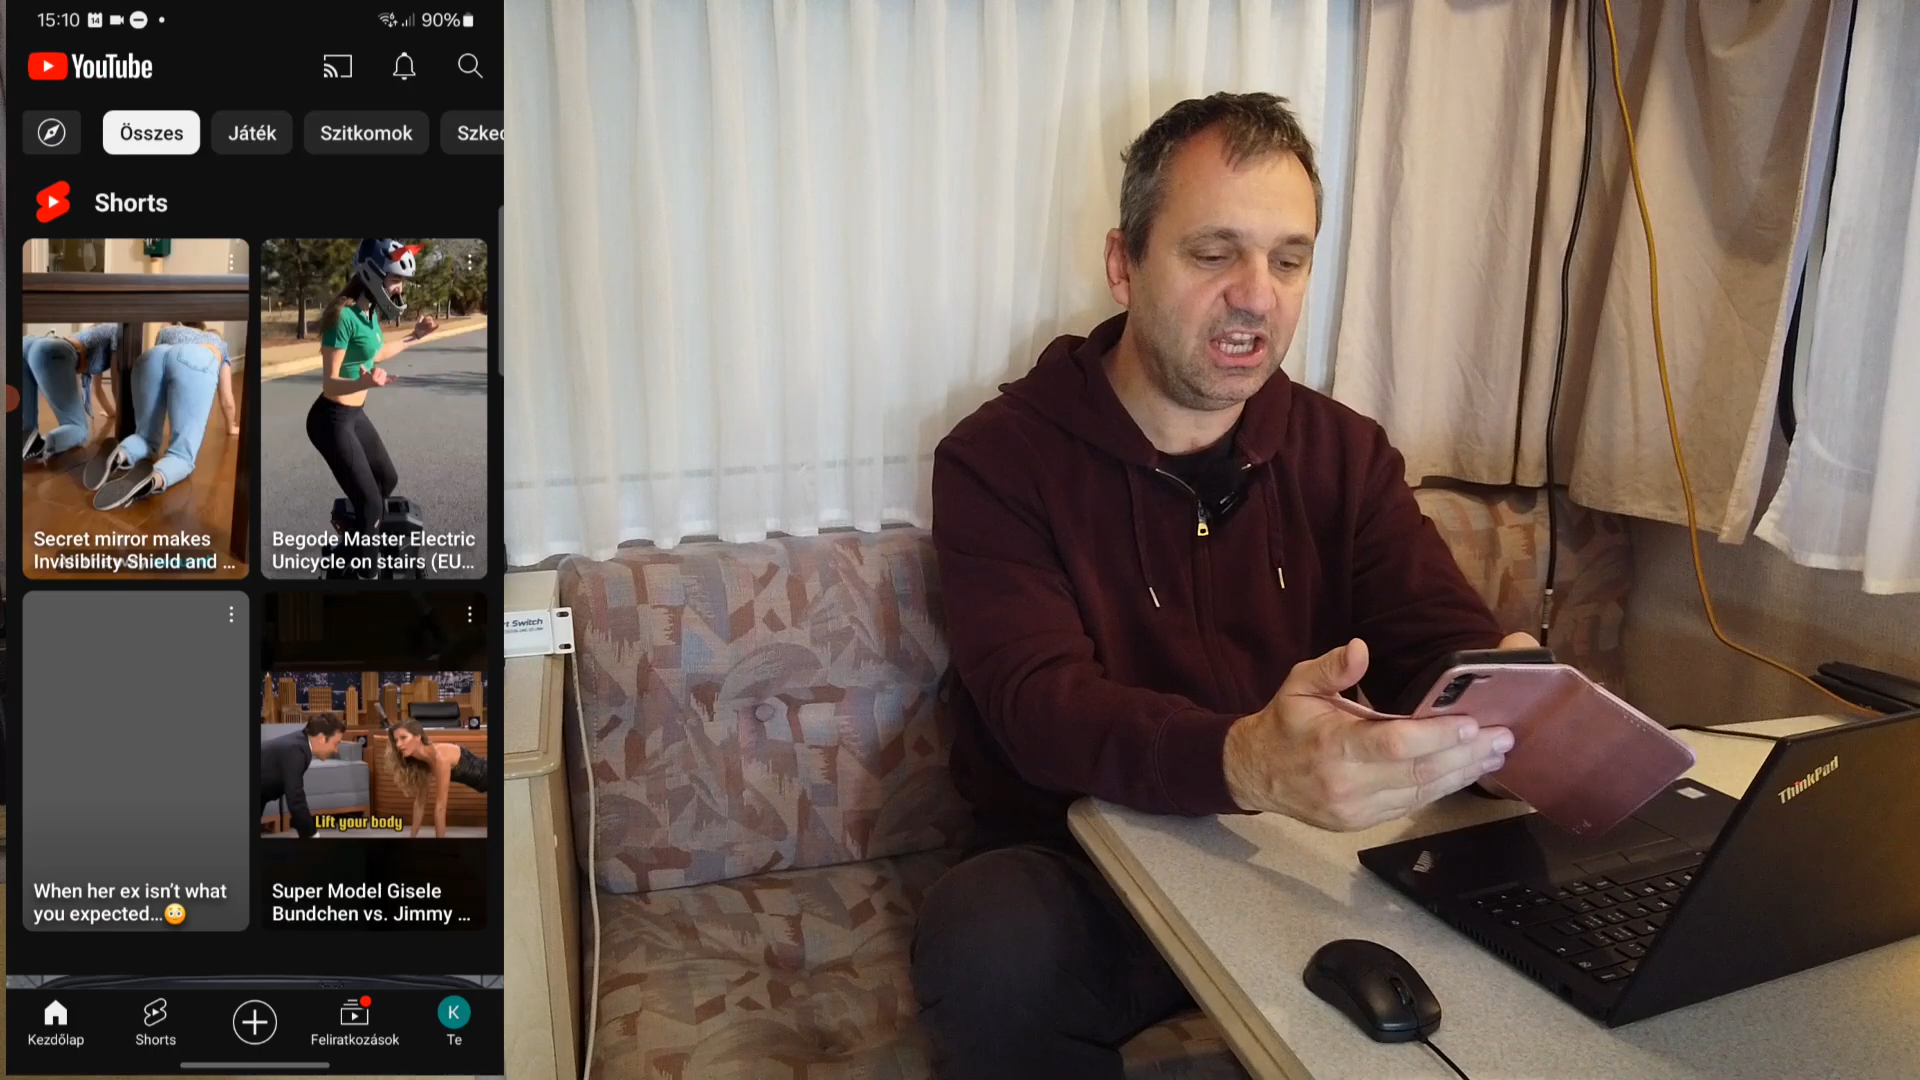 15:10
90%
YouTube
Összes
Játék
Szitkomok
Szked
Shorts
Secret mirror makes
Invisibility Shield and ...
Begode Master Electric
Unicycle on stairs (EU...
Lift your body
When her ex isn't what
you expected...😳
Super Model Gisele
Bundchen vs. Jimmy ...
Kezdőlap
Shorts
Feliratkozások
K
Te
t Switch
ThinkPad